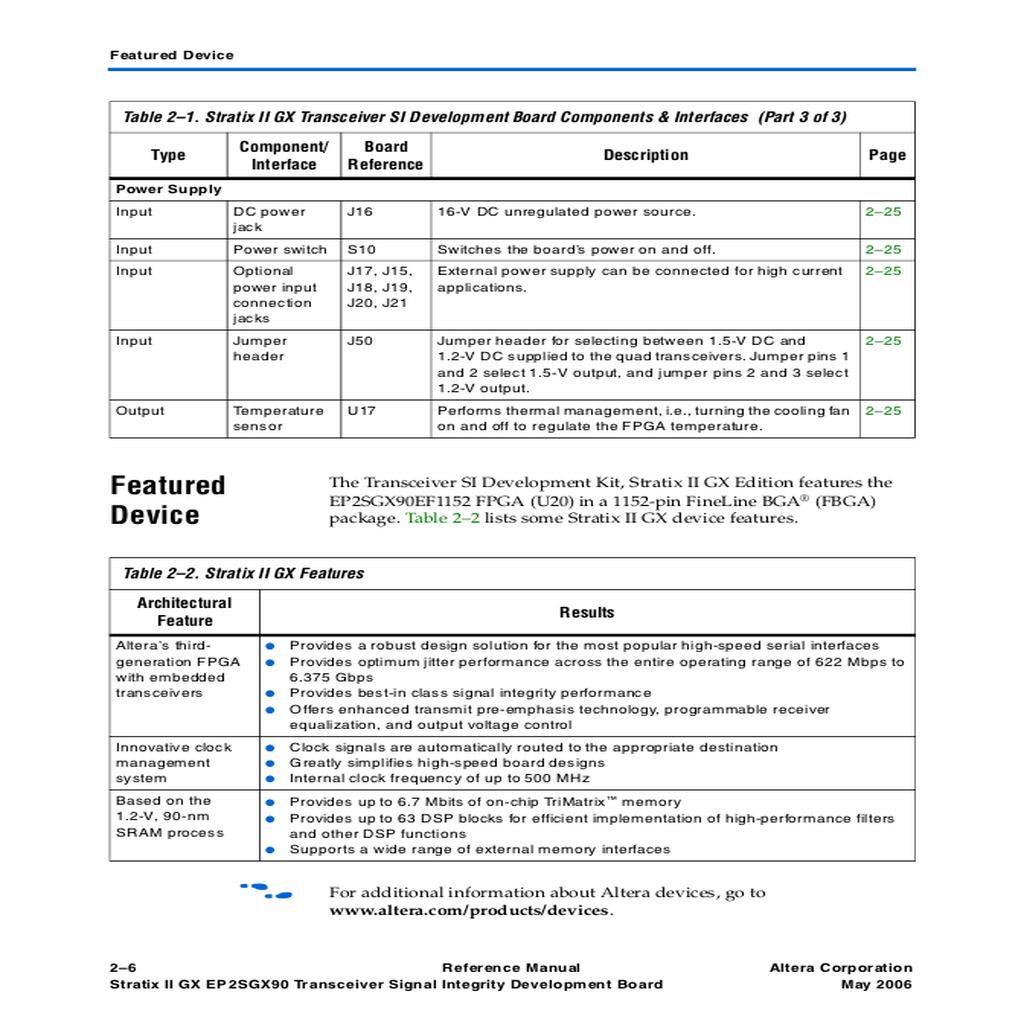 Featured Device
Table 2–1. Stratix II GX Transceiver SI Development Board Components & Interfaces (Part 3 of 3)
Type
Component/
Interface
Board
Reference
Description
Page
Power Supply
Input
DC power
jack
J16
16-V DC unregulated power source.
2–25
Input
Power switch
S10
Switches the board's power on and off.
2–25
Input
Optional
power input
connection
jacks
J17, J15,
J18, J19,
J20, J21
External power supply can be connected for high current
applications.
2–25
Input
Jumper
header
J50
Jumper header for selecting between 1.5-V DC and
1.2-V DC supplied to the quad transceivers. Jumper pins 1
and 2 select 1.5-V output, and jumper pins 2 and 3 select
1.2-V output.
2–25
Output
Temperature
sensor
U17
Performs thermal management, i.e., turning the cooling fan
on and off to regulate the FPGA temperature.
2–25
Featured
Device
The Transceiver SI Development Kit, Stratix II GX Edition features the
EP2SGX90EF1152 FPGA (U20) in a 1152-pin FineLine BGA® (FBGA)
package. Table 2–2 lists some Stratix II GX device features.
Table 2–2. Stratix II GX Features
Architectural
Feature
Results
Altera's third-
generation FPGA
with embedded
transceivers
● Provides a robust design solution for the most popular high-speed serial interfaces
● Provides optimum jitter performance across the entire operating range of 622 Mbps to
6.375 Gbps
● Provides best-in class signal integrity performance
● Offers enhanced transmit pre-emphasis technology, programmable receiver
equalization, and output voltage control
Innovative clock
management
system
● Clock signals are automatically routed to the appropriate destination
● Greatly simplifies high-speed board designs
● Internal clock frequency of up to 500 MHz
Based on the
1.2-V, 90-nm
SRAM process
● Provides up to 6.7 Mbits of on-chip TriMatrix™ memory
● Provides up to 63 DSP blocks for efficient implementation of high-performance filters
and other DSP functions
● Supports a wide range of external memory interfaces
For additional information about Altera devices, go to
www.altera.com/products/devices.
2–6
Reference Manual
Altera Corporation
Stratix II GX EP2SGX90 Transceiver Signal Integrity Development Board
May 2006